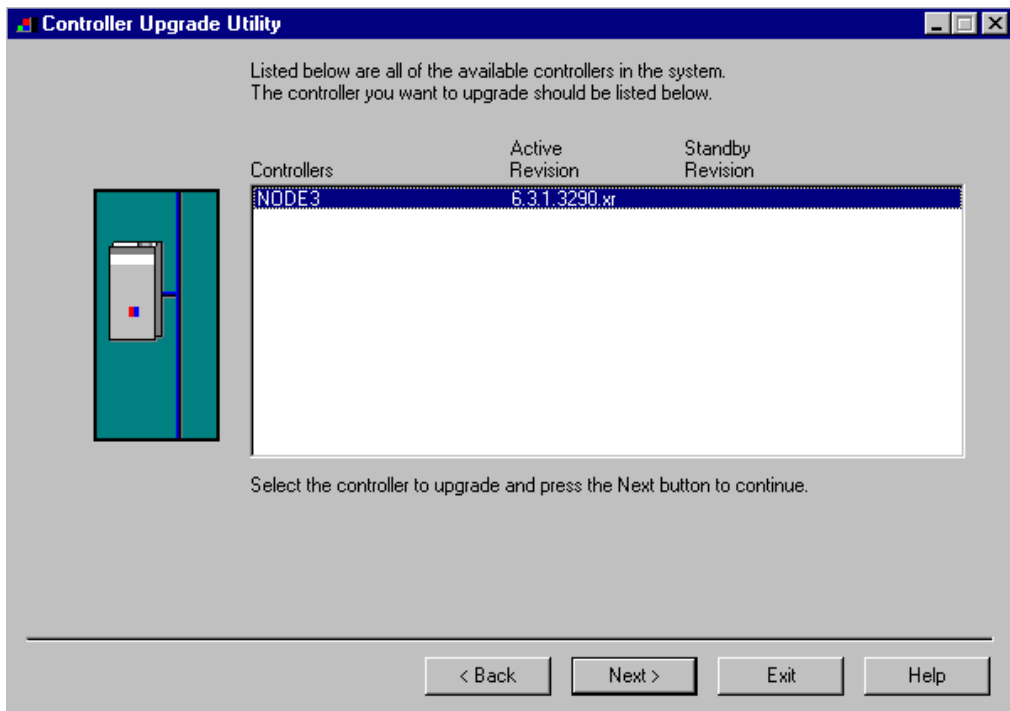 Controller Upgrade Utility
Listed below are all of the available controllers in the system.
The controller you want to upgrade should be listed below.
Controllers Active Revision Standby Revision
NODE3 6.3.1.3290.xr
Select the controller to upgrade and press the Next button to continue.
< Back Next > Exit Help